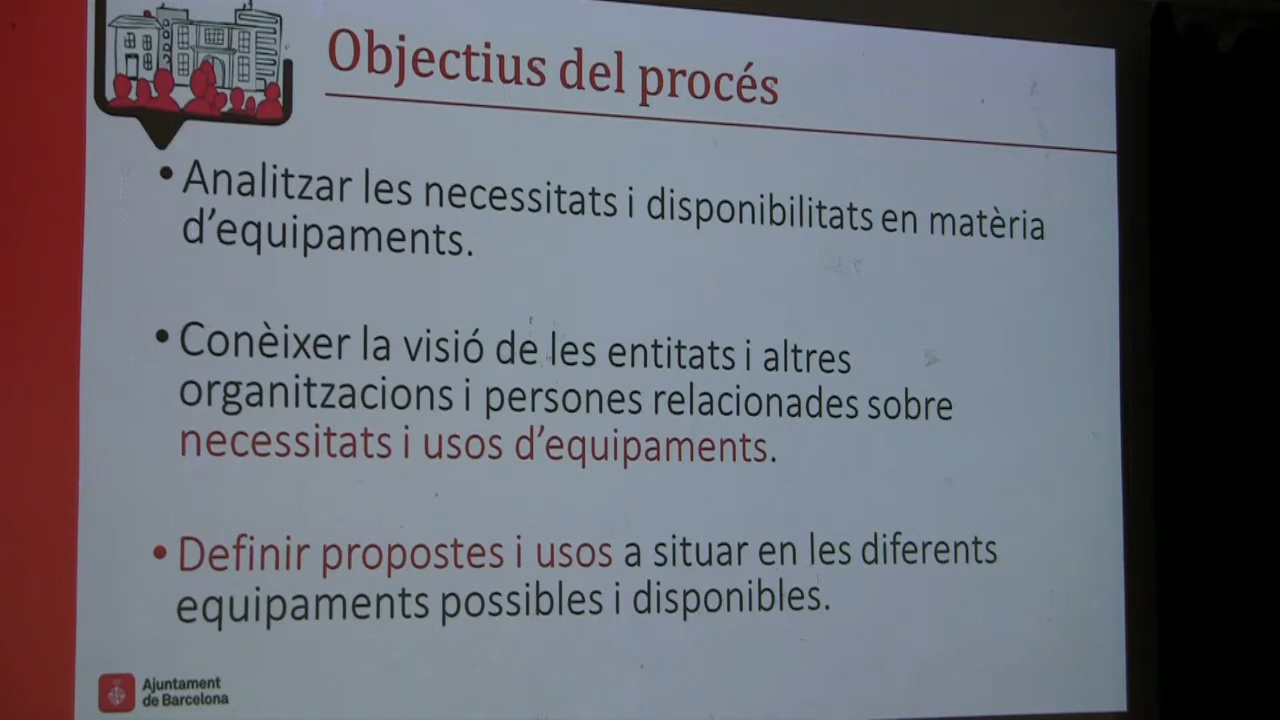 Objectius del procés
• Analitzar les necessitats i disponibilitats en matèria
d’equipaments.
• Conèixer la visió de les entitats i altres
organitzacions i persones relacionades sobre
necessitats i usos d’equipaments.
• Definir propostes i usos a situar en les diferents
equipaments possibles i disponibles.
Ajuntament
de Barcelona